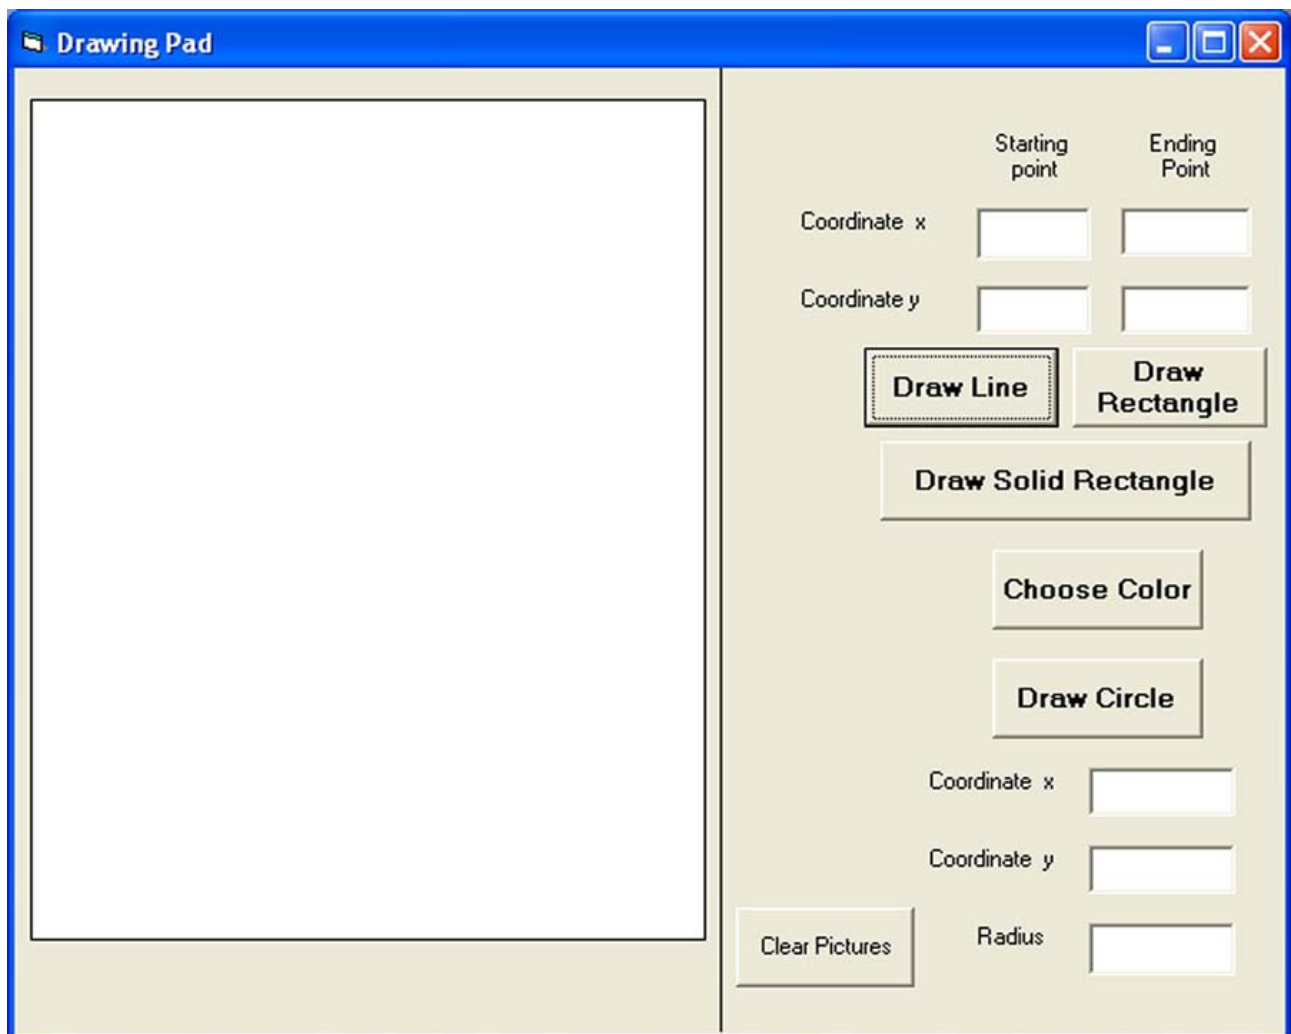 Drawing Pad
Starting
point
Ending
Point
Coordinate x
Coordinate y
Draw Line
Draw
Rectangle
Draw Solid Rectangle
Choose Color
Draw Circle
Coordinate x
Coordinate y
Clear Pictures
Radius